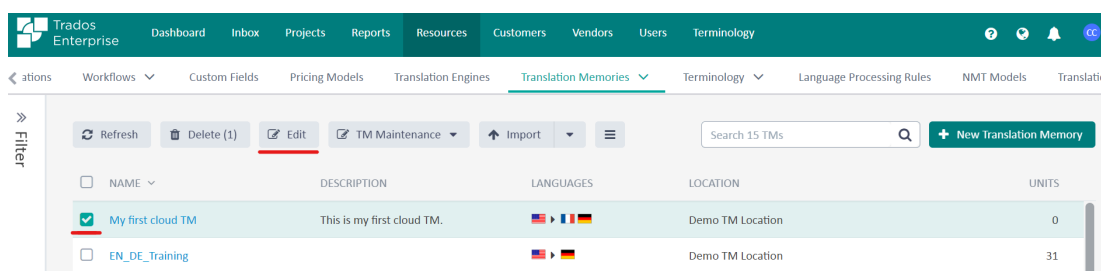 Trados
Enterprise
Dashboard Inbox Projects Reports Resources Customers Vendors Users Terminology
CC
ations Workflows Custom Fields Pricing Models Translation Engines Translation Memories Terminology Language Processing Rules NMT Models Translati
Filter
Refresh Delete (1) Edit TM Maintenance Import Search 15 TMs New Translation Memory
NAME DESCRIPTION LANGUAGES LOCATION UNITS
My first cloud TM This is my first cloud TM. Demo TM Location 0
EN_DE_Training Demo TM Location 31